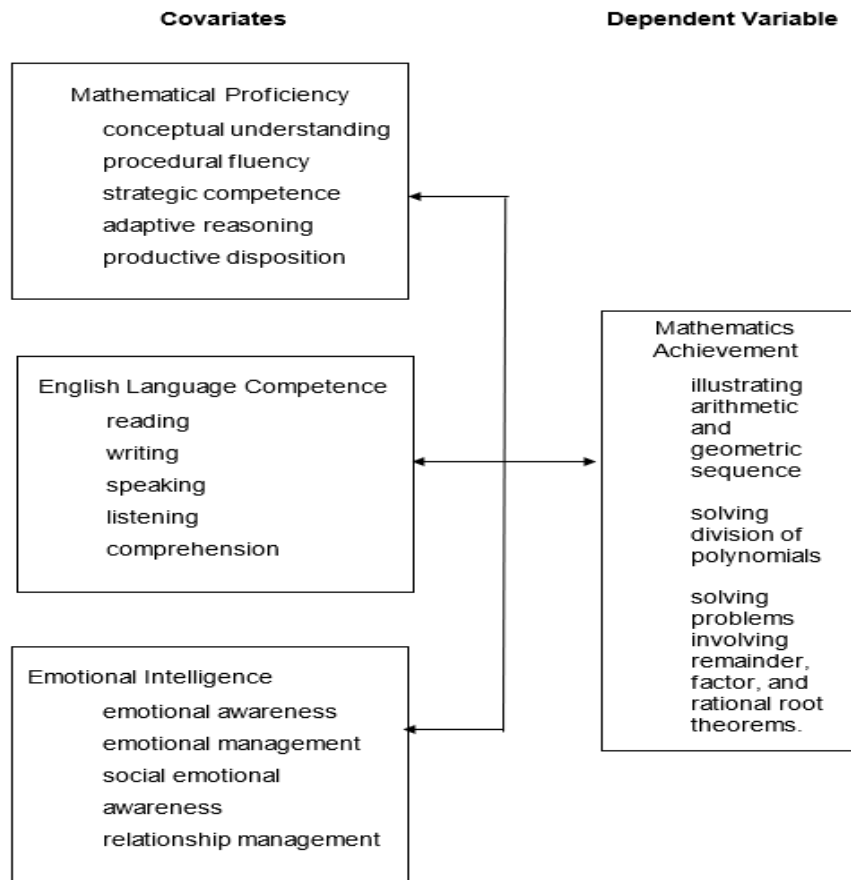 Covariates
Dependent Variable
Mathematical Proficiency
conceptual understanding
procedural fluency
strategic competence
adaptive reasoning
productive disposition
English Language Competence
reading
writing
speaking
listening
comprehension
Emotional Intelligence
emotional awareness
emotional management
social emotional
awareness
relationship management
Mathematics
Achievement
illustrating
arithmetic
and
geometric
sequence
solving
division of
polynomials
solving
problems
involving
remainder,
factor, and
rational root
theorems.